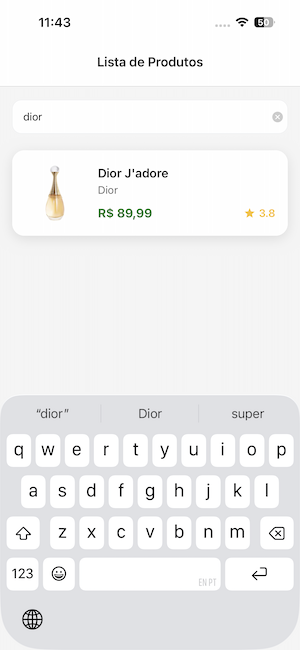 11:43
50
Lista de Produtos
dior
Dior J'adore
Dior
R$ 89,99
3.8
“dior” Dior super
q w e r t y u i o p
a s d f g h j k l
z x c v b n m
123
EN PT